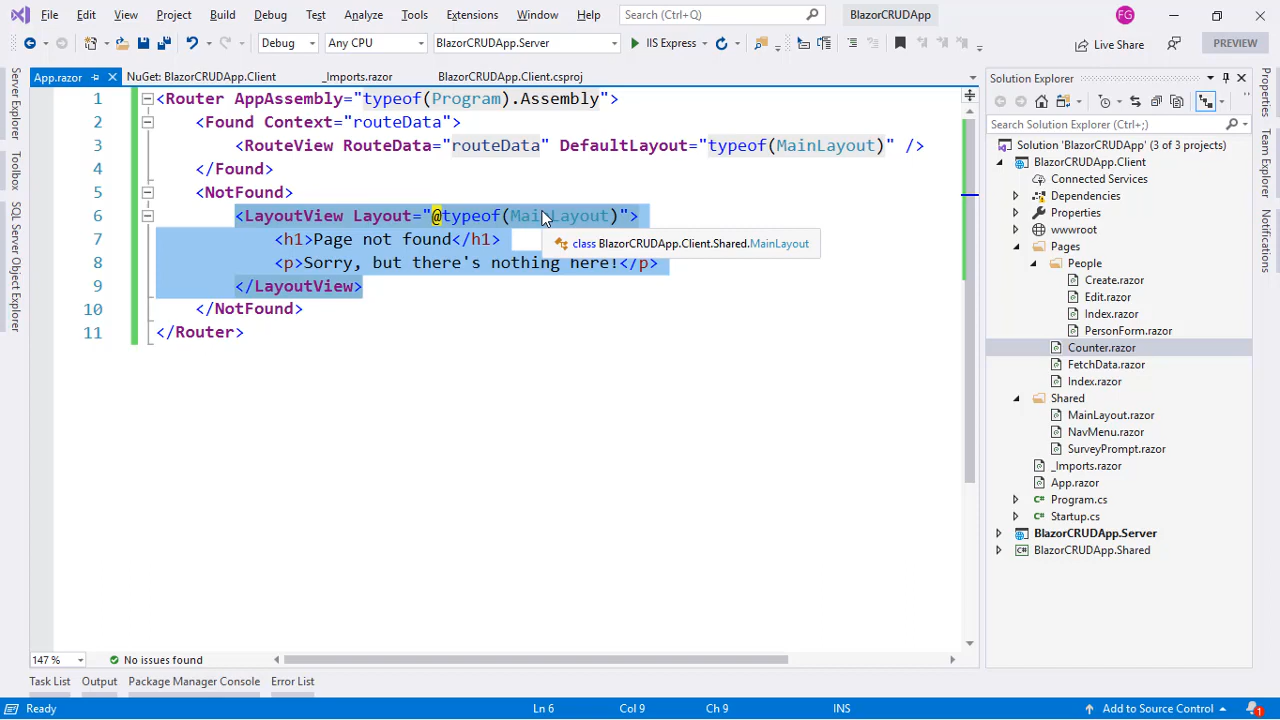 File Edit View Project Build Debug Test Analyze Tools Extensions Window Help Search (Ctrl+Q) BlazorCRUDApp FG
Debug Any CPU BlazorCRUDApp.Server IIS Express Live Share PREVIEW
App.razor NuGet: BlazorCRUDApp.Client _Imports.razor BlazorCRUDApp.Client.csproj
Server Explorer
Toolbox
SQL Server Object Explorer
1 <Router AppAssembly="typeof(Program).Assembly">
2 <Found Context="routeData">
3 <RouteView RouteData="routeData" DefaultLayout="typeof(MainLayout)" />
4 </Found>
5 <NotFound>
6 <LayoutView Layout="@typeof(MainLayout)">
7 <h1>Page not found</h1>
class BlazorCRUDApp.Client.Shared.MainLayout
8 <p>Sorry, but there's nothing here!</p>
9 </LayoutView>
10 </NotFound>
11 </Router>
147 % No issues found
Task List Output Package Manager Console Error List
Solution Explorer
Search Solution Explorer (Ctrl+;)
Solution 'BlazorCRUDApp' (3 of 3 projects)
BlazorCRUDApp.Client
Connected Services
Dependencies
Properties
wwwroot
Pages
People
Create.razor
Edit.razor
Index.razor
PersonForm.razor
Counter.razor
FetchData.razor
Index.razor
Shared
MainLayout.razor
NavMenu.razor
SurveyPrompt.razor
_Imports.razor
App.razor
Program.cs
Startup.cs
BlazorCRUDApp.Server
BlazorCRUDApp.Shared
Properties
Team Explorer
Ready Ln 6 Col 9 Ch 9 INS Add to Source Control 1